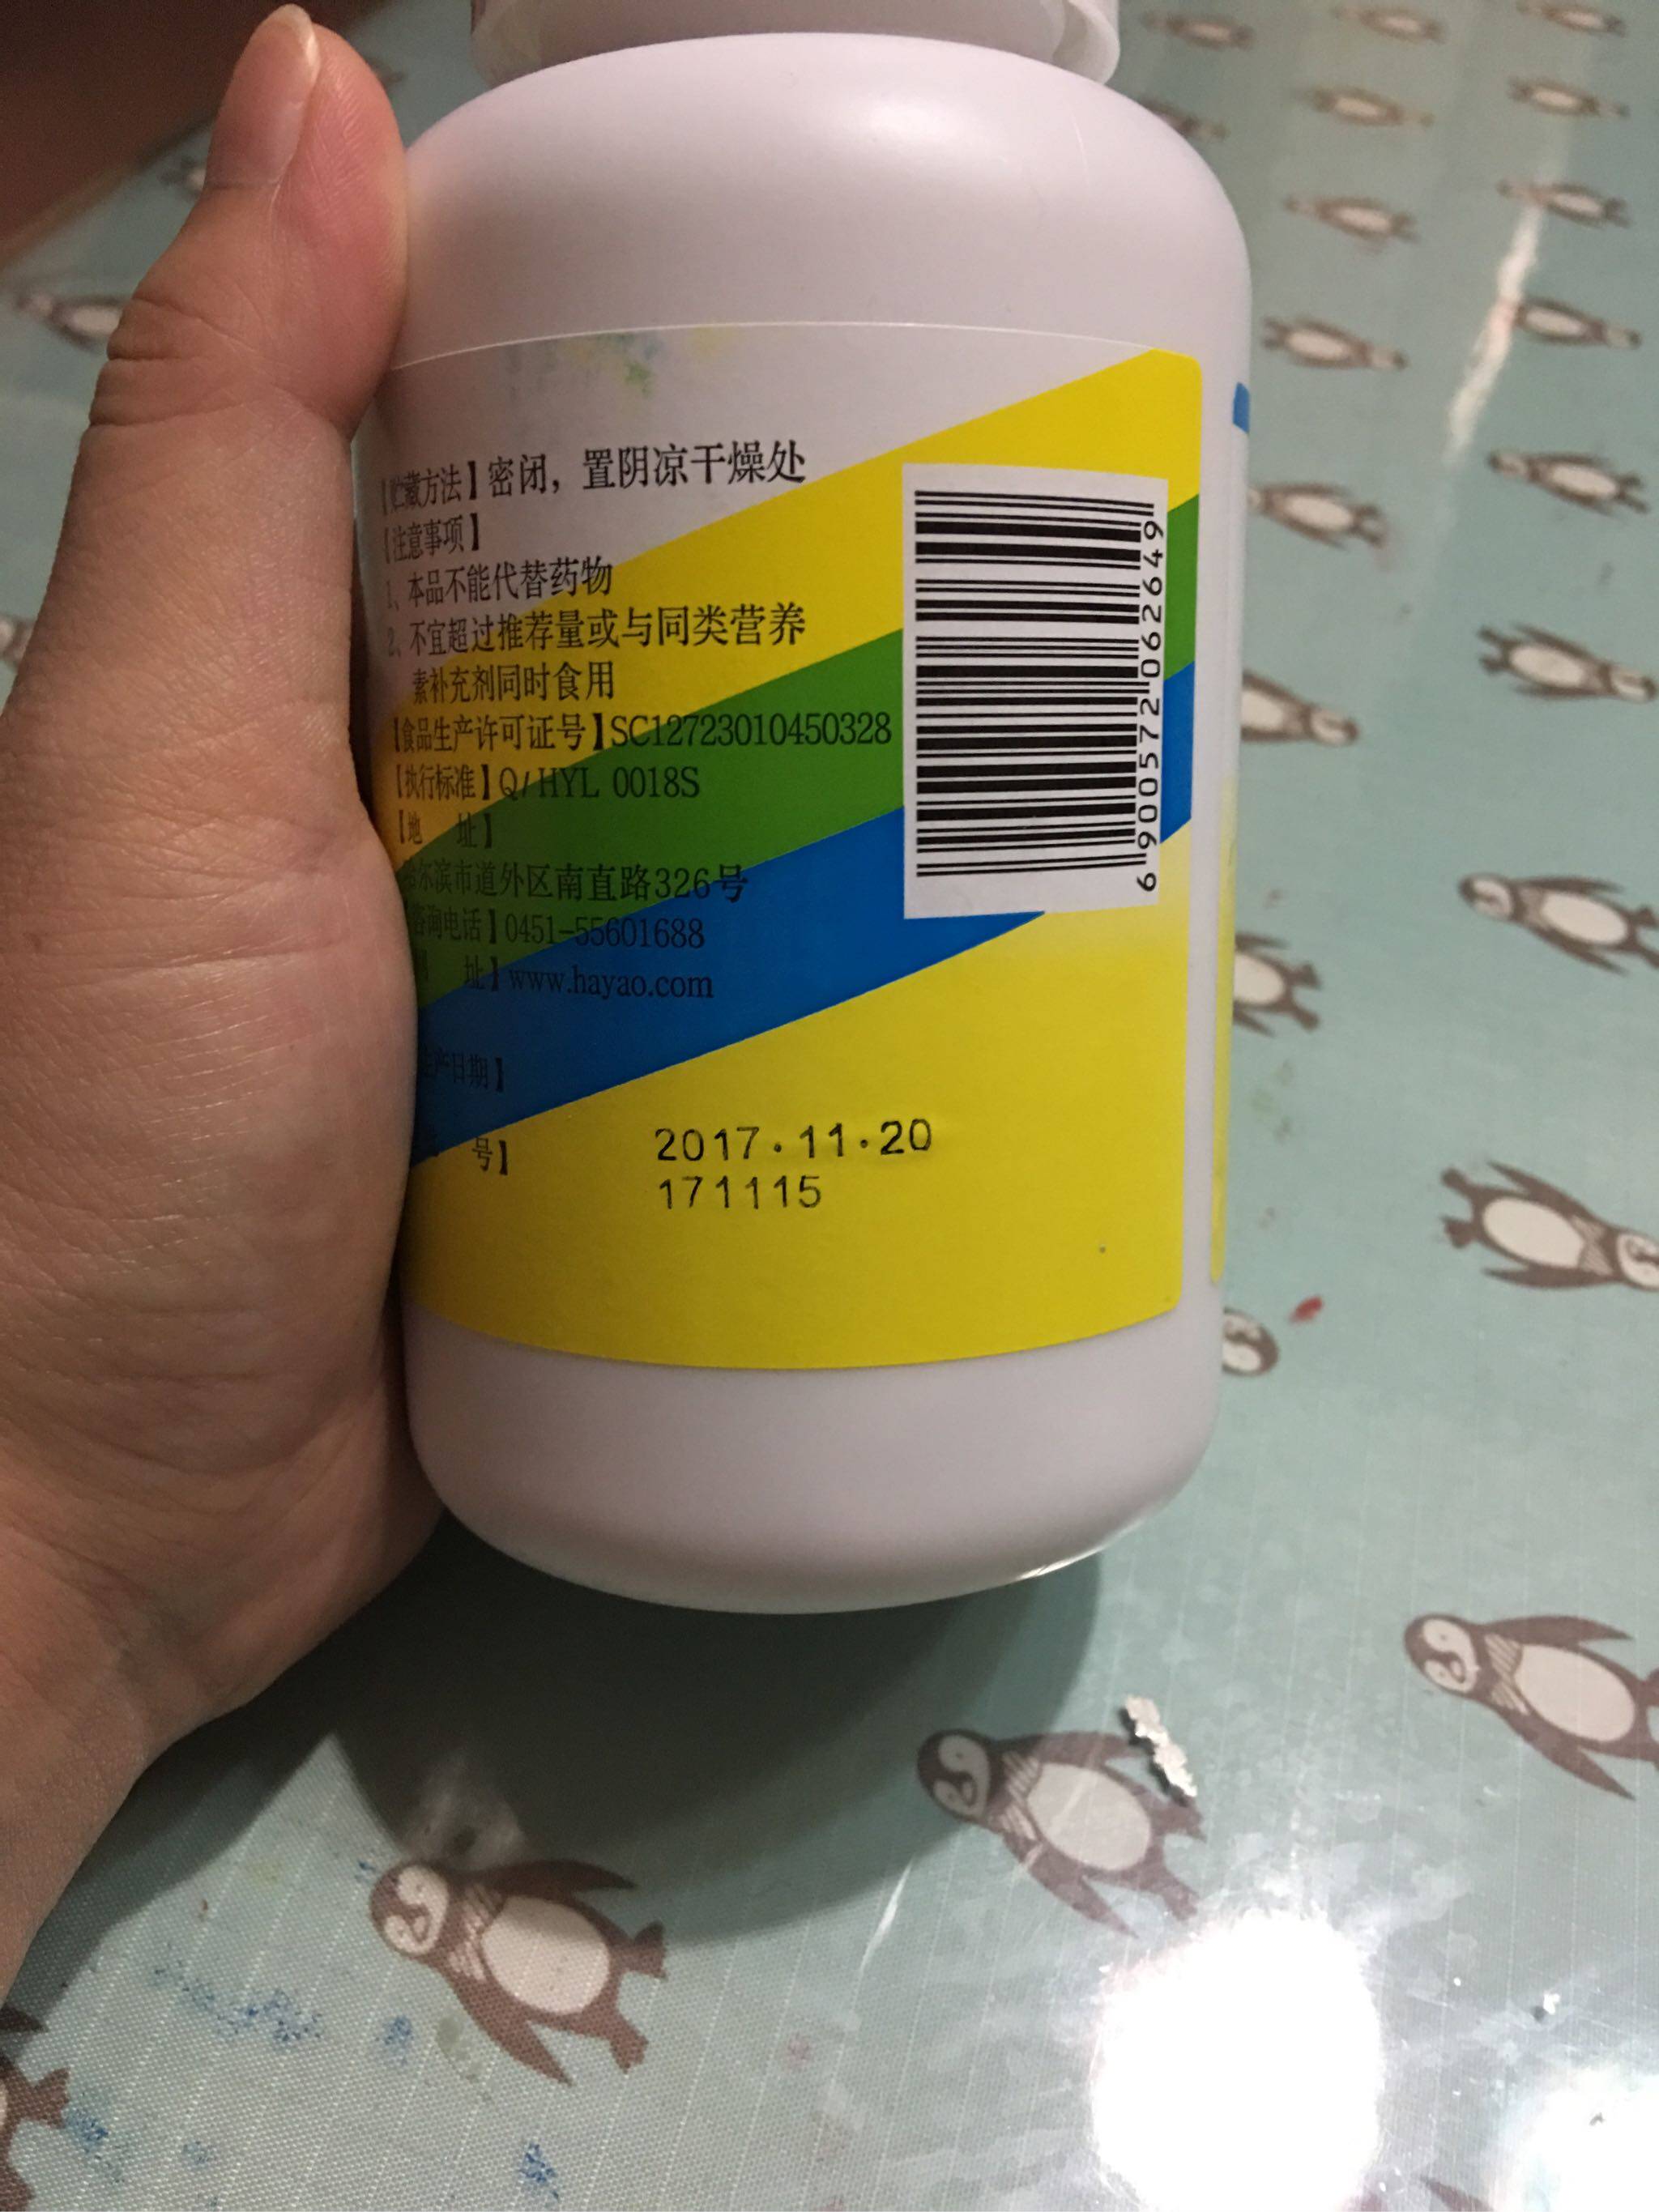 【贮藏方法】密闭，置阴凉干燥处
【注意事项】
1、本品不能代替药物
2、不宜超过推荐量或与同类营养
素补充剂同时食用
【食品生产许可证号】SC12723010450328
【执行标准】Q/HYL 0018S
【地 址】
哈尔滨市道外区南直路326号
咨询电话】0451-55601688
址】www.hayao.com
生产日期】
号】
2017.11.20
171115
6900572062649